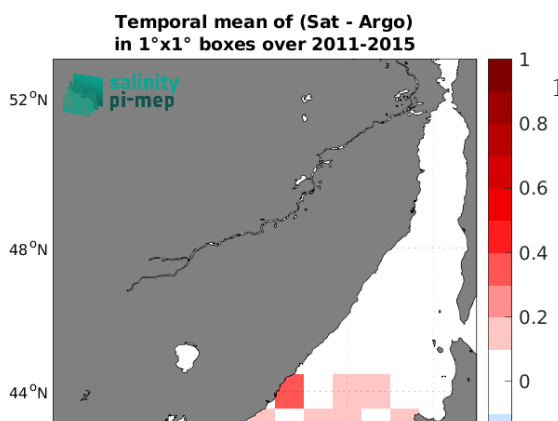 Temporal mean of (Sat - Argo)
in 1°x1° boxes over 2011-2015
salinity
pi-mep
52°N
48°N
44°N
1
0.8
0.6
0.4
0.2
0
1